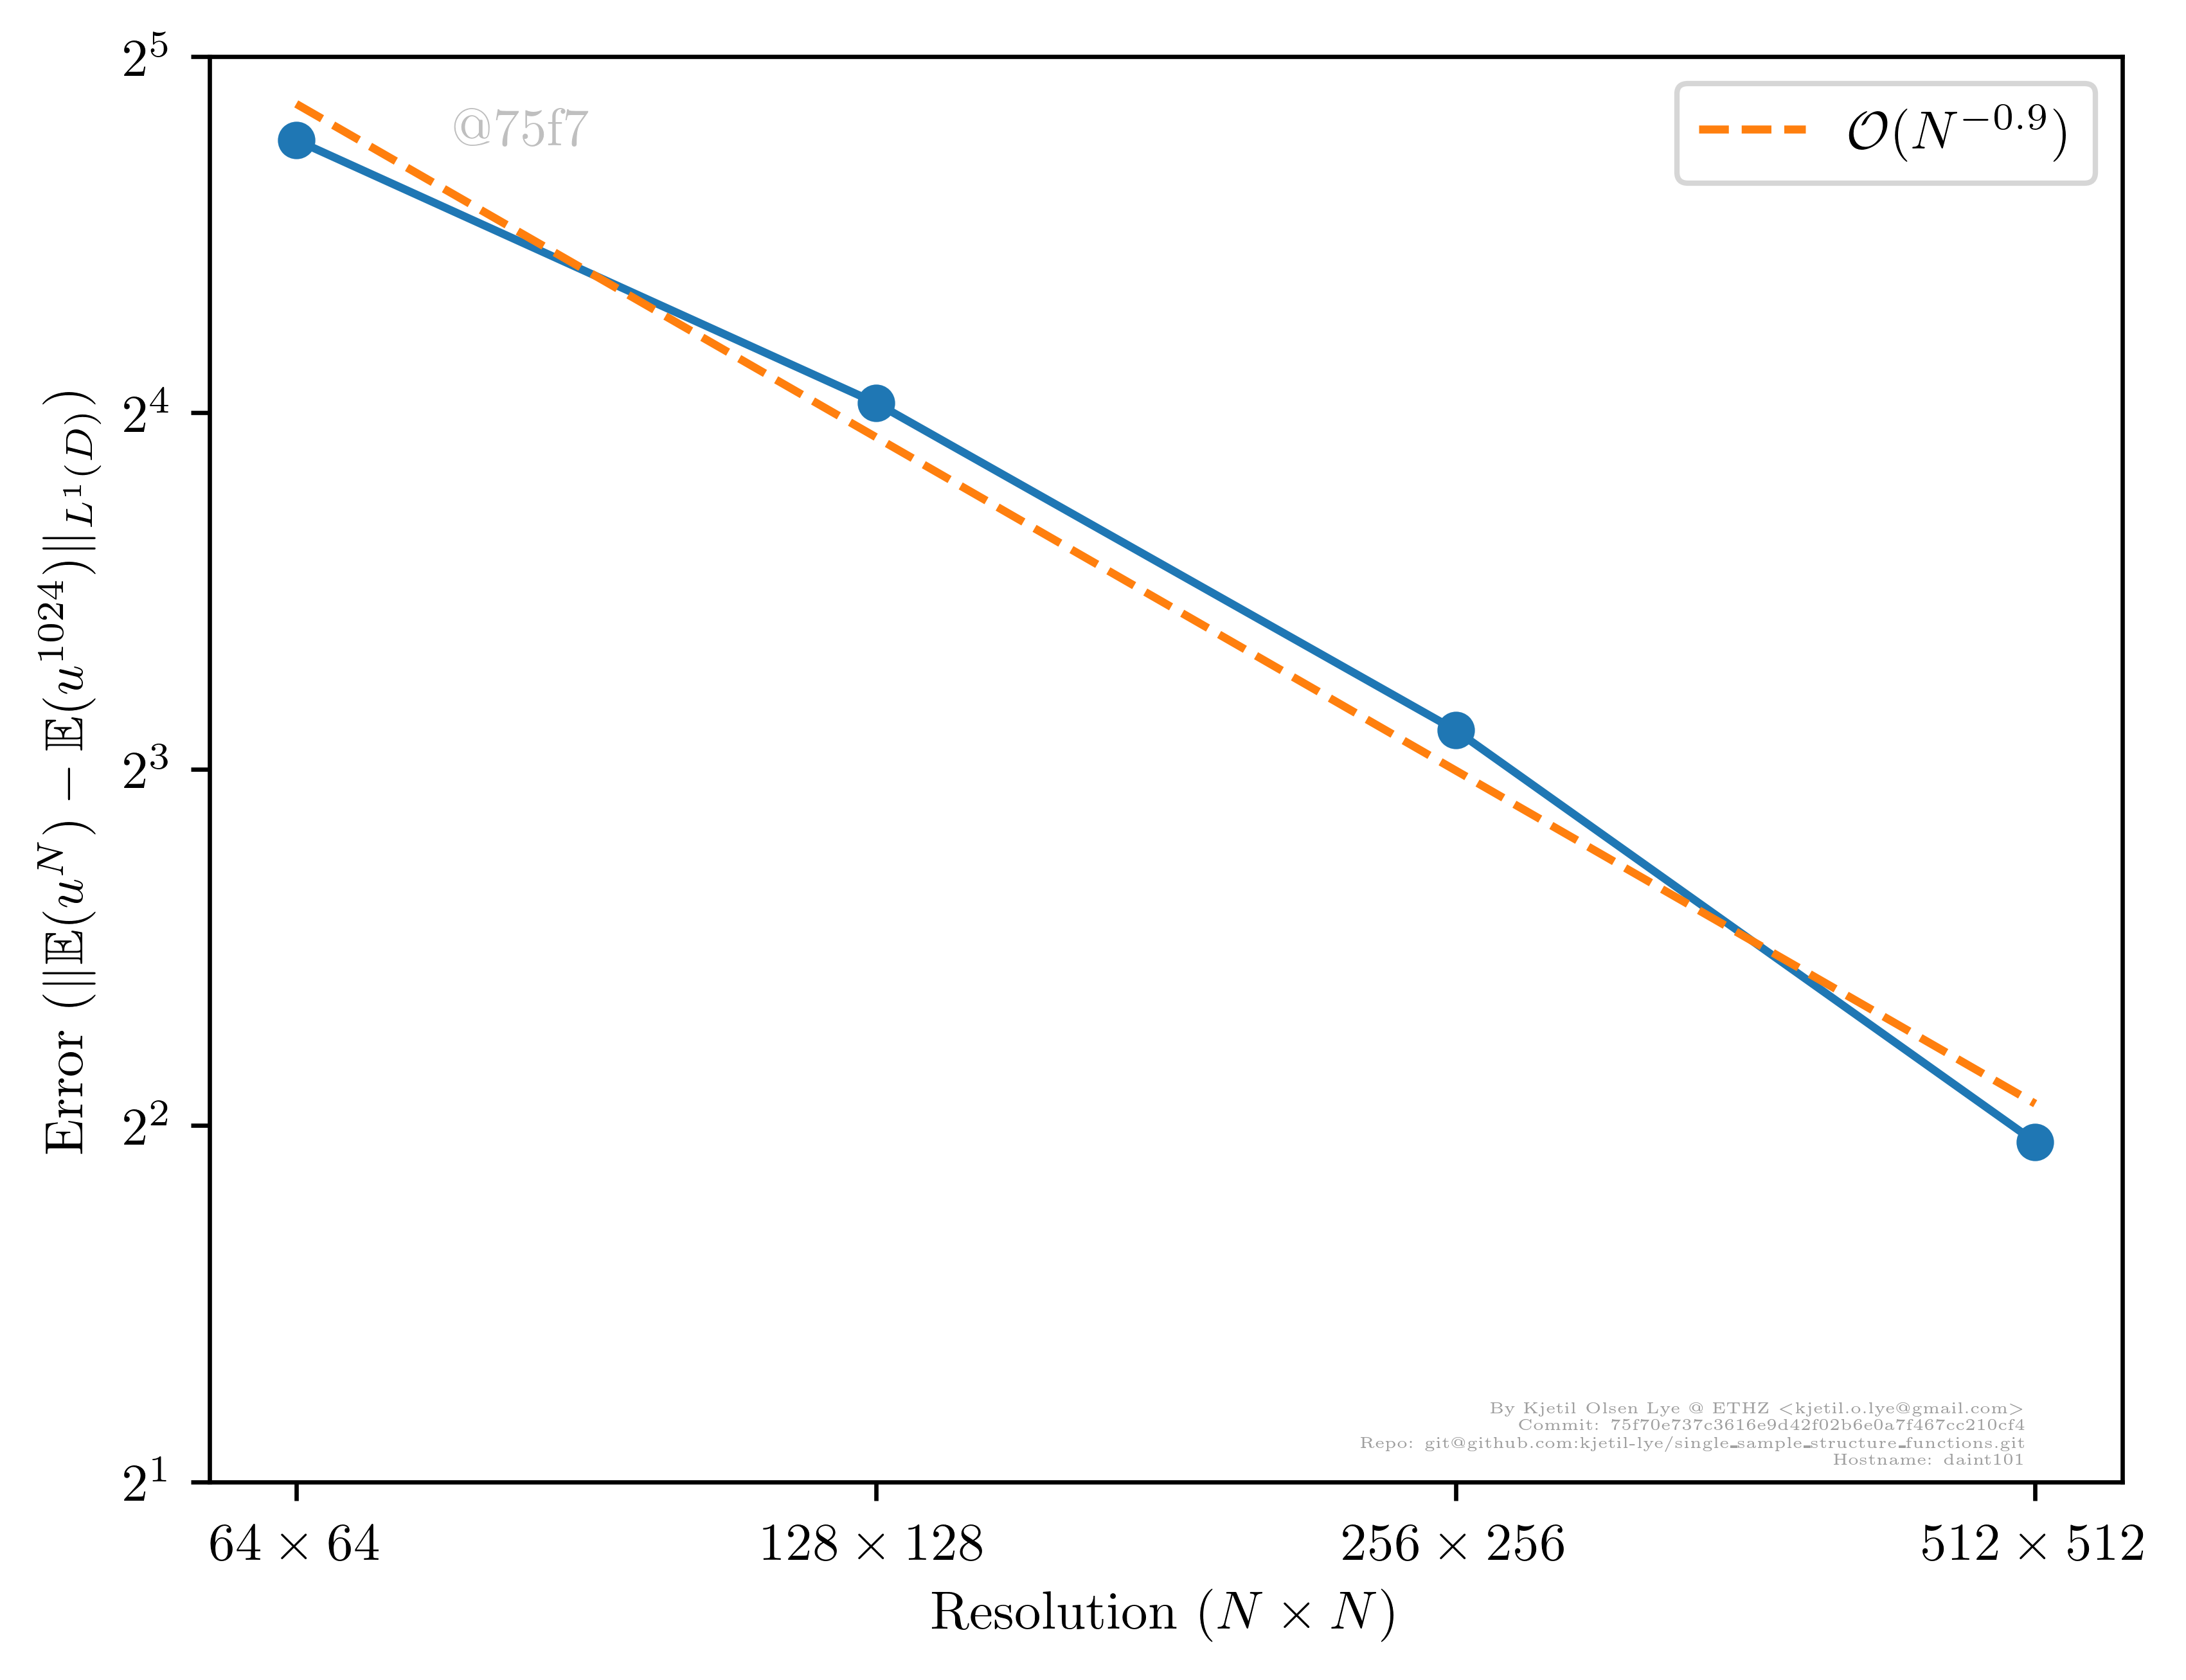 2^5
@75f7
O(N^{-0.9})
2^4
2^3
2^2
2^1
Error (||𝔼(u^N) − 𝔼(u^{1024})||_{L^1(D)})
By Kjetil Olsen Lye @ ETHZ <kjetil.o.lye@gmail.com>
Commit: 75f70e737c3616e9d42f02b6e0a7f467cc210cf4
Repo: git@github.com:kjetil-lye/single_sample_structure_functions.git
Hostname: daint101
64 × 64
128 × 128
256 × 256
512 × 512
Resolution (N × N)